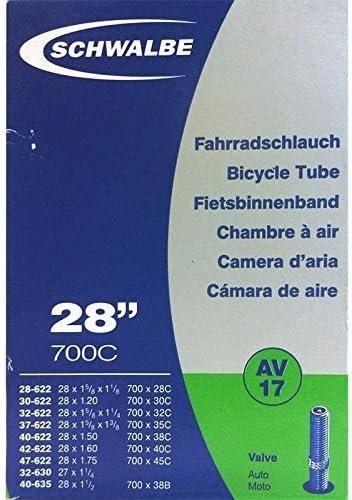 SCHWALBE
Fahrradschlauch
Bicycle Tube
Fietsbinnenband
Chambre à air
Camera d'aria
Cámara de aire
28”
700C
AV
17
28-622 28 x 1⁵/₈ x 1¹/₈ 700 x 28C
30-622 28 x 1.20 700 x 30C
32-622 28 x 1⁵/₈ x 1¹/₄ 700 x 32C
37-622 28 x 1⁵/₈ x 1³/₈ 700 x 35C
40-622 28 x 1.50 700 x 38C
42-622 28 x 1.60 700 x 40C
47-622 28 x 1.75 700 x 45C
32-630 27 x 1¹/₄
40-635 28 x 1¹/₂ 700 x 38B
Valve
Auto
Moto